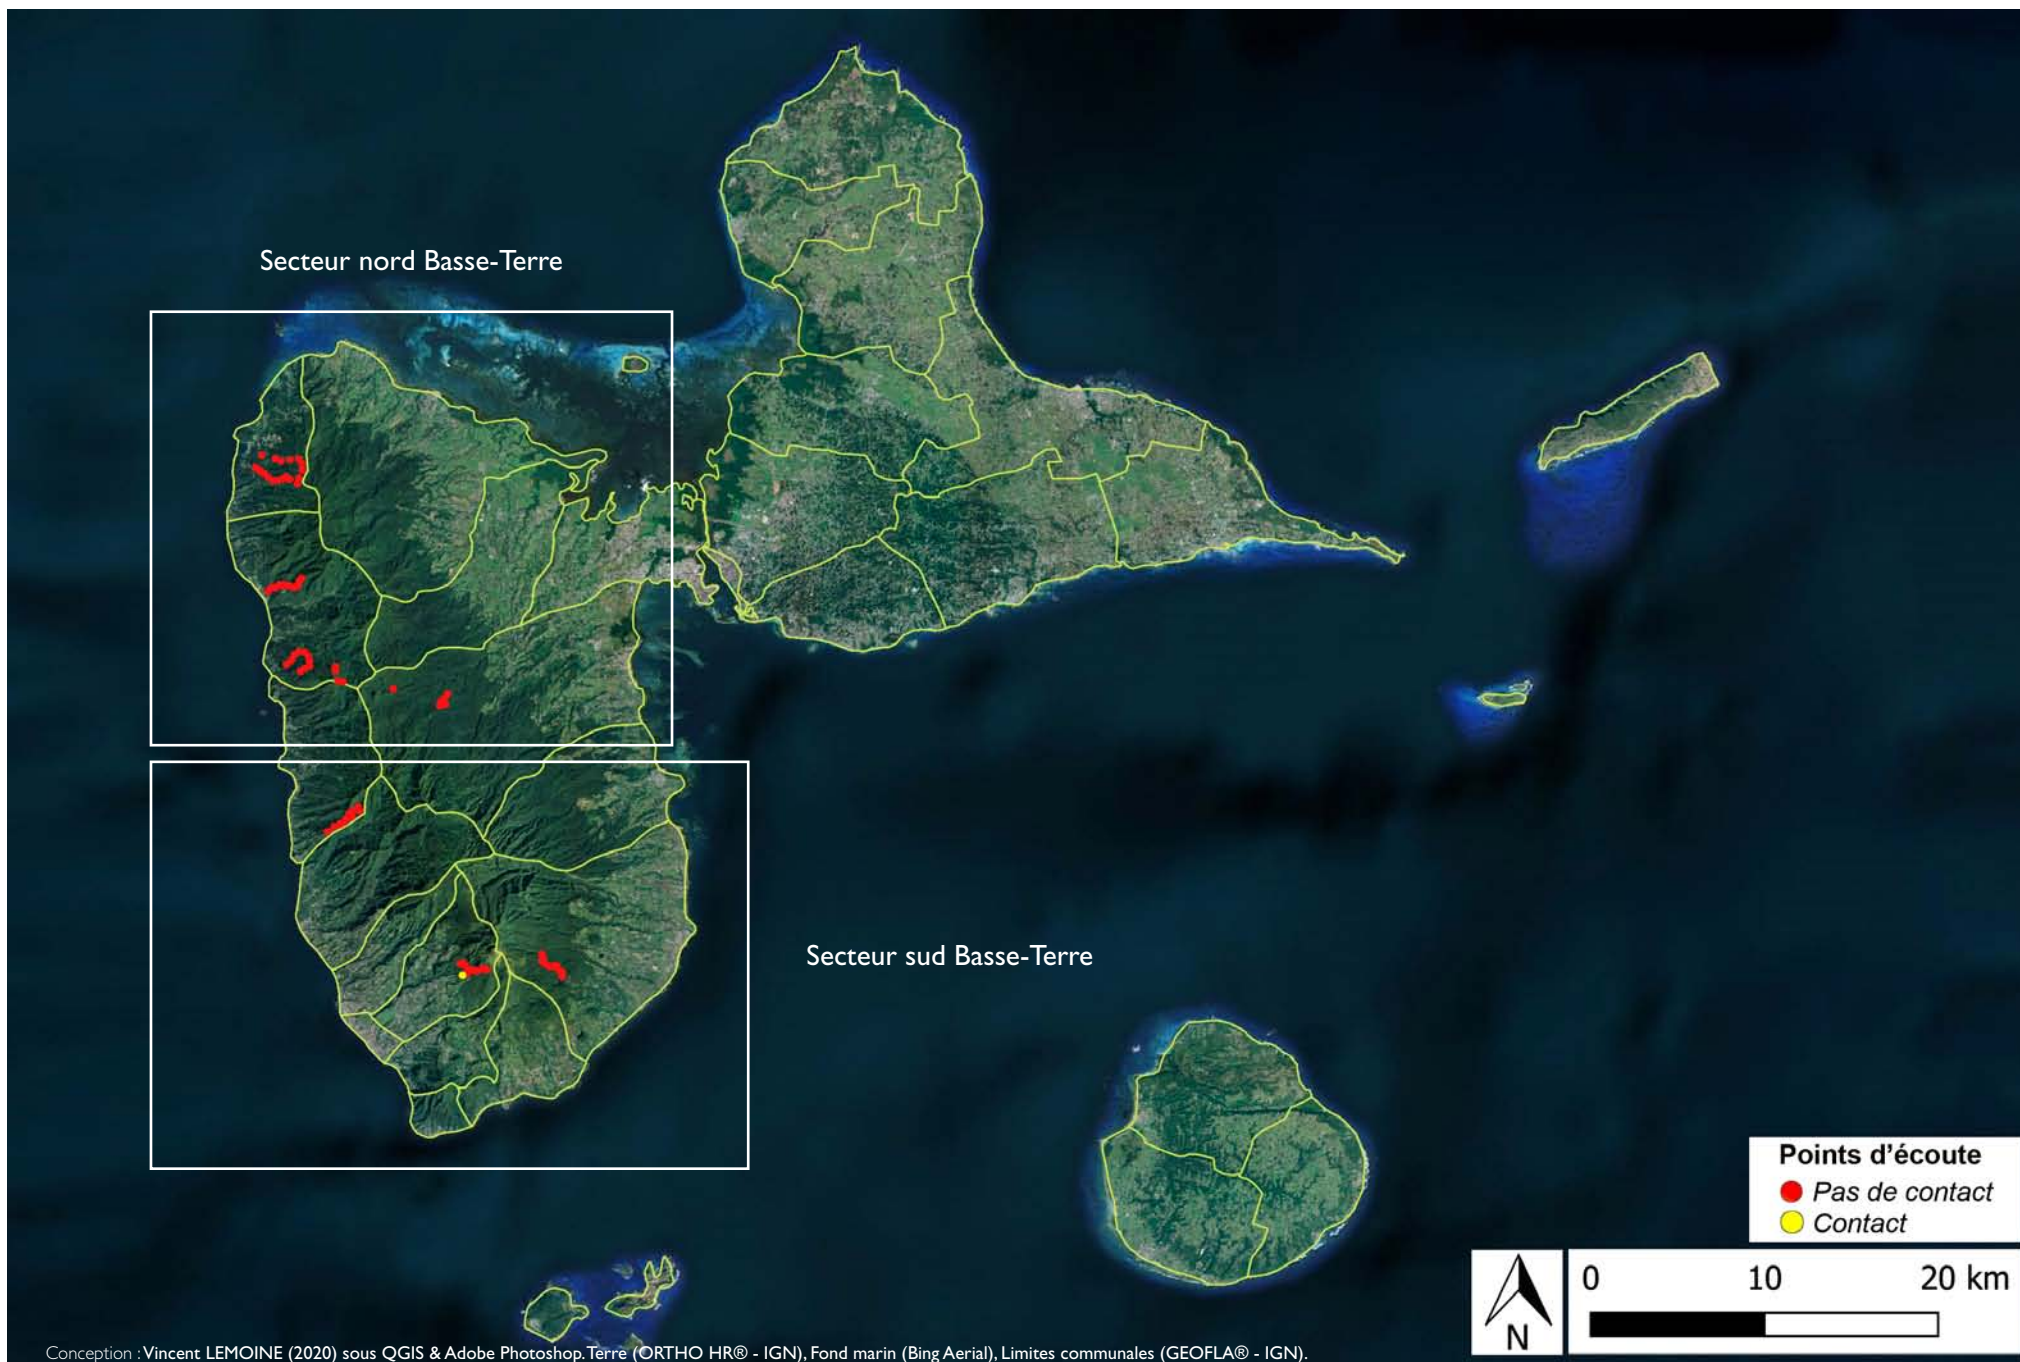 Secteur nord Basse-Terre
Secteur sud Basse-Terre
Points d'écoute
Pas de contact
Contact
0 10 20 km
N
Conception : Vincent LEMOINE (2020) sous QGIS & Adobe Photoshop. Terre (ORTHO HR® - IGN), Fond marin (Bing Aerial), Limites communales (GEOFLA® - IGN).